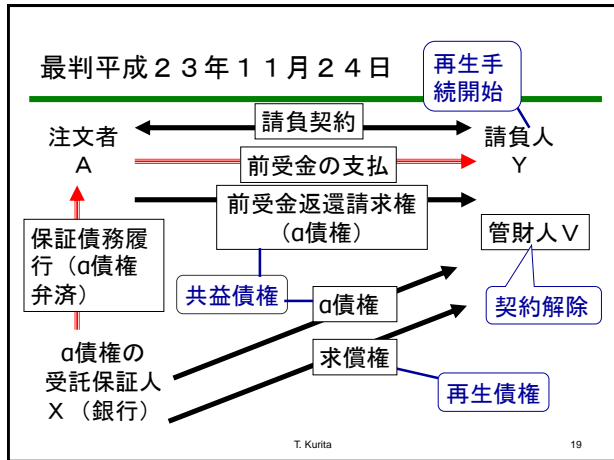 最判平成２３年１１月２４日
再生手
続開始
注文者
A
請負契約
請負人
Y
前受金の支払
前受金返還請求権
（α債権）
保証債務履
行（α債権
弁済）
管財人V
共益債権
α債権
契約解除
α債権の
受託保証人
X（銀行）
求償権
再生債権
T. Kurita
19